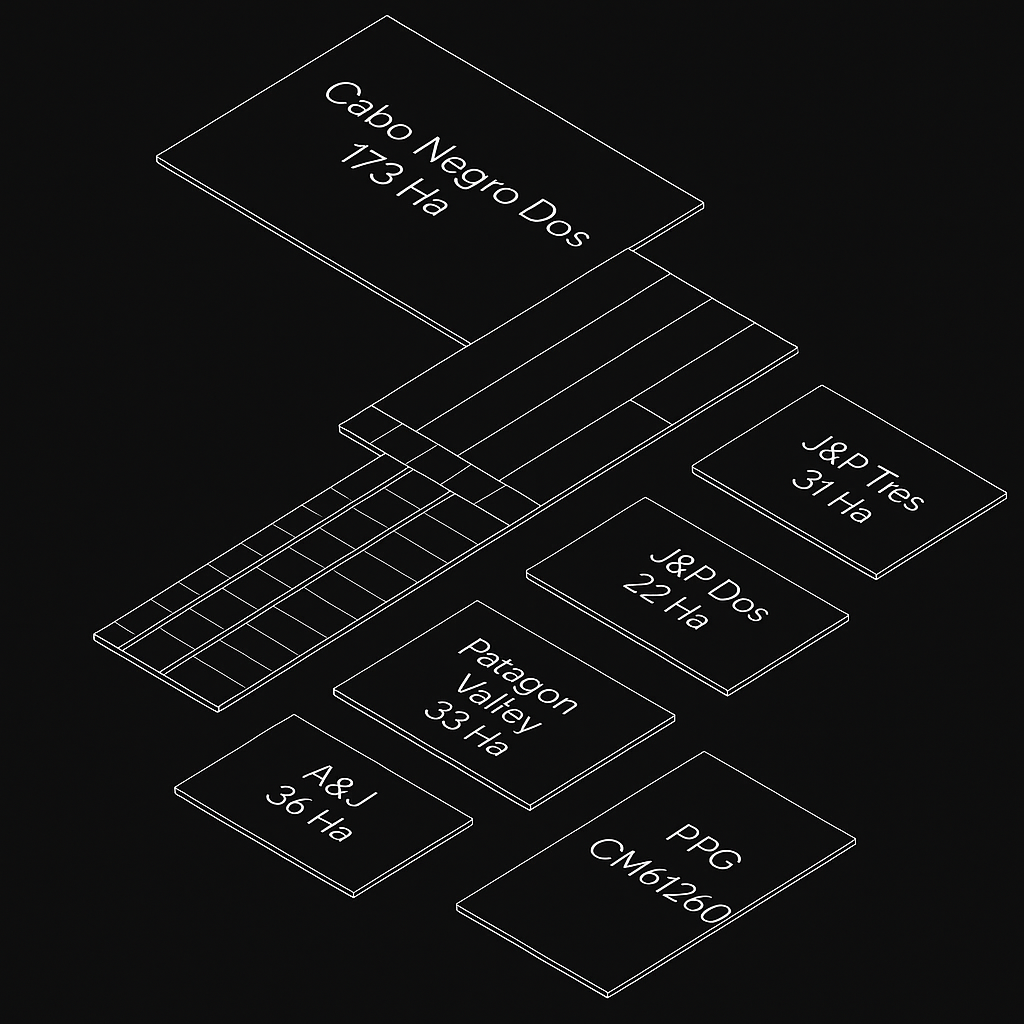 Cabo Negro Dos
173 Ha
J&P Tres
31 Ha
J&P Dos
22 Ha
Patagon
Valley
33 Ha
A&J
36 Ha
PPG
CM61260